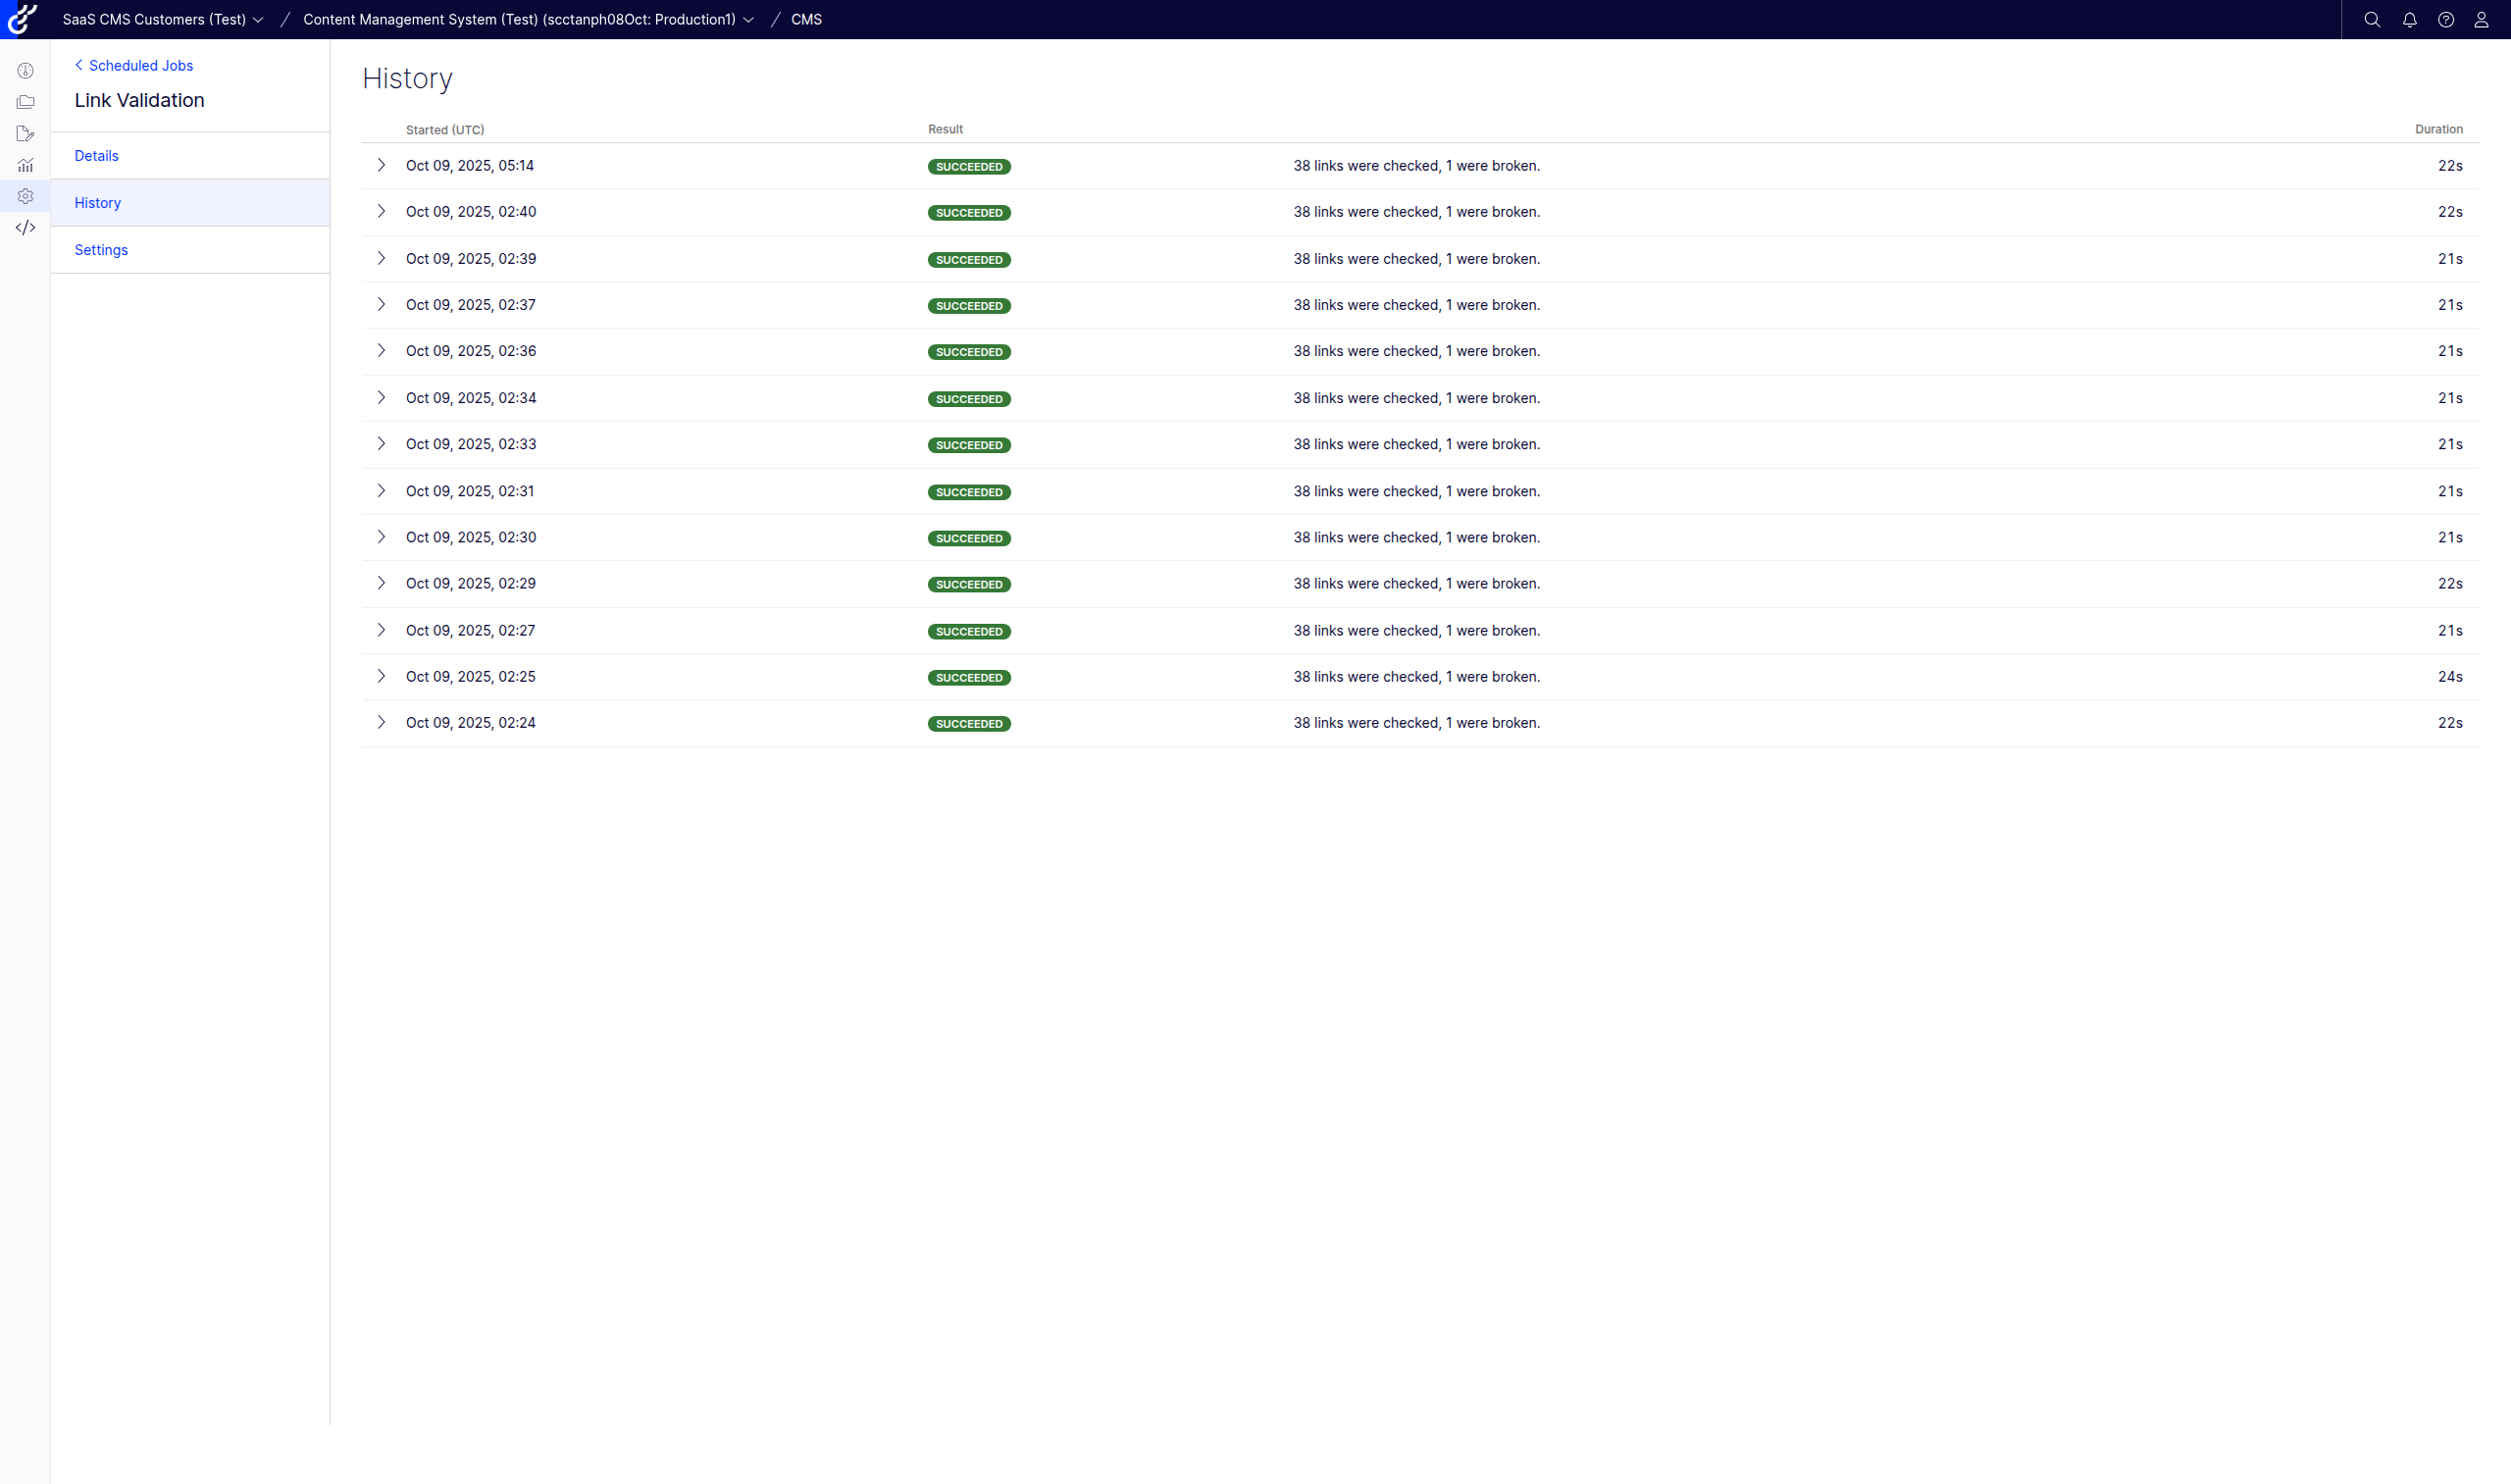 SaaS CMS Customers (Test) / Content Management System (Test) (scctanph08Oct: Production1) / CMS
Scheduled Jobs
Link Validation
Details
History
Settings
History
Started (UTC) Result Duration
Oct 09, 2025, 05:14 SUCCEEDED 38 links were checked, 1 were broken. 22s
Oct 09, 2025, 02:40 SUCCEEDED 38 links were checked, 1 were broken. 22s
Oct 09, 2025, 02:39 SUCCEEDED 38 links were checked, 1 were broken. 21s
Oct 09, 2025, 02:37 SUCCEEDED 38 links were checked, 1 were broken. 21s
Oct 09, 2025, 02:36 SUCCEEDED 38 links were checked, 1 were broken. 21s
Oct 09, 2025, 02:34 SUCCEEDED 38 links were checked, 1 were broken. 21s
Oct 09, 2025, 02:33 SUCCEEDED 38 links were checked, 1 were broken. 21s
Oct 09, 2025, 02:31 SUCCEEDED 38 links were checked, 1 were broken. 21s
Oct 09, 2025, 02:30 SUCCEEDED 38 links were checked, 1 were broken. 21s
Oct 09, 2025, 02:29 SUCCEEDED 38 links were checked, 1 were broken. 22s
Oct 09, 2025, 02:27 SUCCEEDED 38 links were checked, 1 were broken. 21s
Oct 09, 2025, 02:25 SUCCEEDED 38 links were checked, 1 were broken. 24s
Oct 09, 2025, 02:24 SUCCEEDED 38 links were checked, 1 were broken. 22s